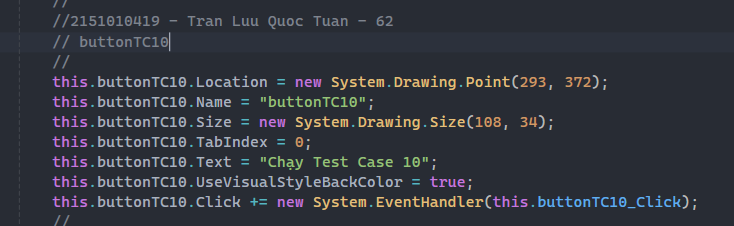 //
//2151010419 - Tran Luu Quoc Tuan - 62
// buttonTC10
//
this.buttonTC10.Location = new System.Drawing.Point(293, 372);
this.buttonTC10.Name = "buttonTC10";
this.buttonTC10.Size = new System.Drawing.Size(108, 34);
this.buttonTC10.TabIndex = 0;
this.buttonTC10.Text = "Chạy Test Case 10";
this.buttonTC10.UseVisualStyleBackColor = true;
this.buttonTC10.Click += new System.EventHandler(this.buttonTC10_Click);
//